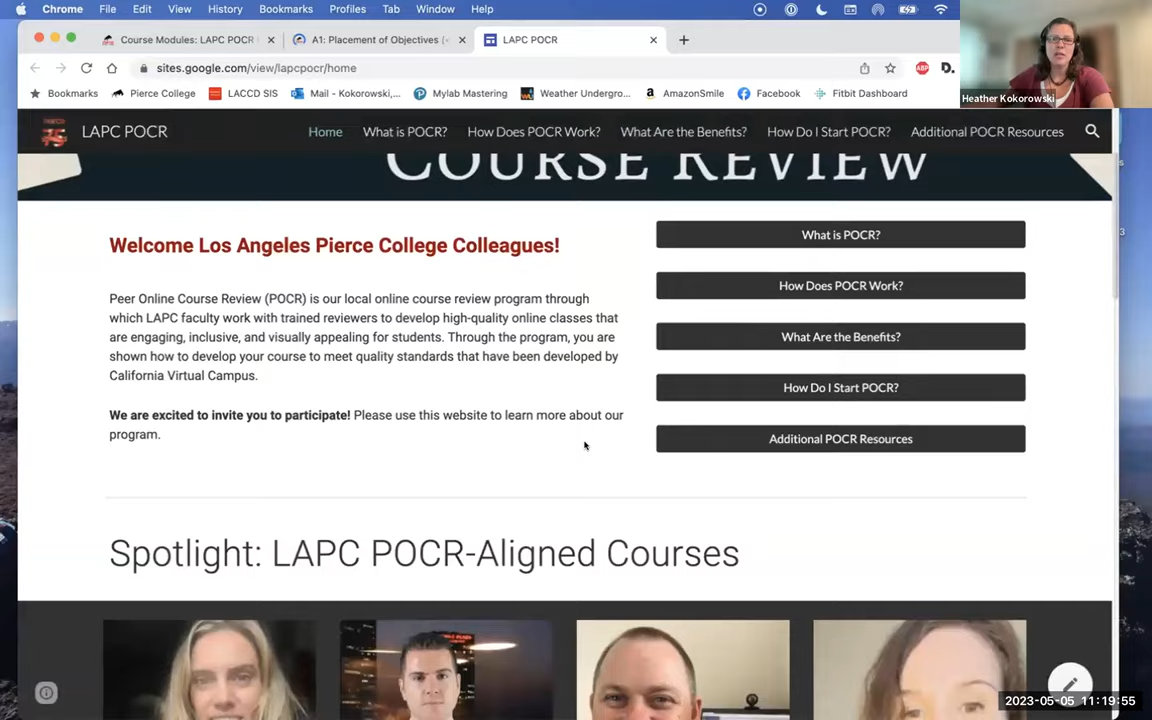 Chrome File Edit View History Bookmarks Profiles Tab Window Help
Course Modules: LAPC POCR
A1: Placement of Objectives (
LAPC POCR
sites.google.com/view/lapcpocr/home
ABP
D.
Bookmarks
Pierce College
LACCD SIS
Mail - Kokorowski,...
Mylab Mastering
Weather Undergro...
AmazonSmile
Facebook
Fitbit Dashboard
Heather Kokorowski
LAPC POCR
Home
What is POCR?
How Does POCR Work?
What Are the Benefits?
How Do I Start POCR?
Additional POCR Resources
COURSE REVIEW
Welcome Los Angeles Pierce College Colleagues!
Peer Online Course Review (POCR) is our local online course review program through
which LAPC faculty work with trained reviewers to develop high-quality online classes that
are engaging, inclusive, and visually appealing for students. Through the program, you are
shown how to develop your course to meet quality standards that have been developed by
California Virtual Campus.
We are excited to invite you to participate! Please use this website to learn more about our
program.
What is POCR?
How Does POCR Work?
What Are the Benefits?
How Do I Start POCR?
Additional POCR Resources
Spotlight: LAPC POCR-Aligned Courses
2023-05-05 11:19:55